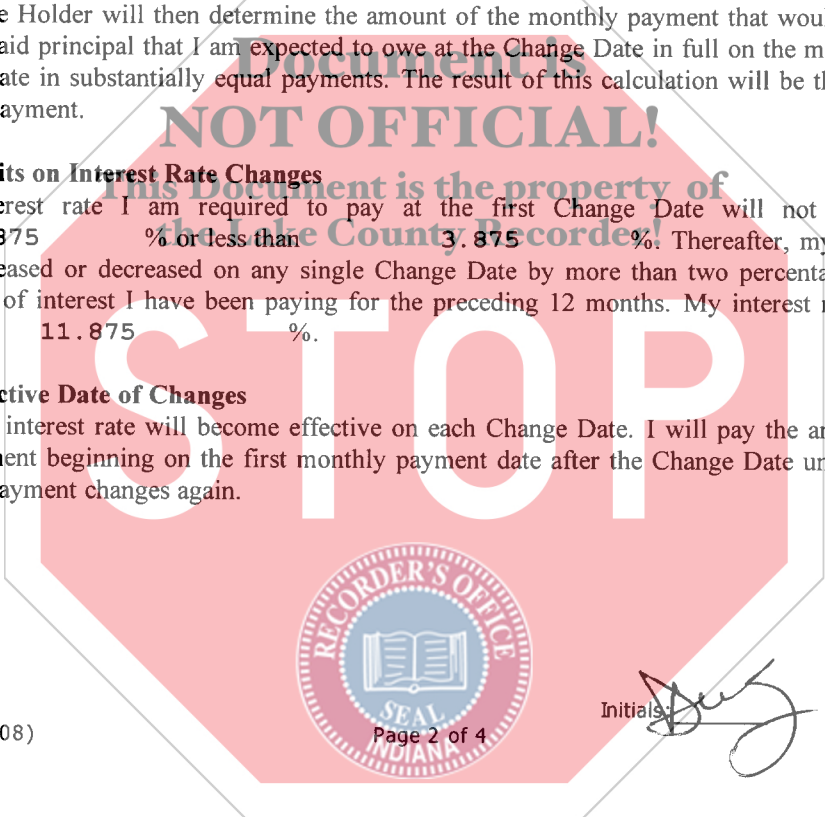 e Holder will then determine the amount of the monthly payment that wou
aid principal that I am expected to owe at the Change Date in full on the m
Document is
ate in substantially equal payments. The result of this calculation will be th
ayment.
NOT OFFICIAL!
its on Interest Rate Changes
This Document is the property of
erest rate I am required to pay at the first Change Date will not
875 % or less than 3.875 %. Thereafter, my
the Lake County Recorder!
eased or decreased on any single Change Date by more than two percenta
of interest I have been paying for the preceding 12 months. My interest r
11.875 %.
STOP
ctive Date of Changes
interest rate will become effective on each Change Date. I will pay the a
ent beginning on the first monthly payment date after the Change Date un
ayment changes again.
RECORDER'S OFFICE
SEAL
INDIANA
Initials:
08)
Page 2 of 4